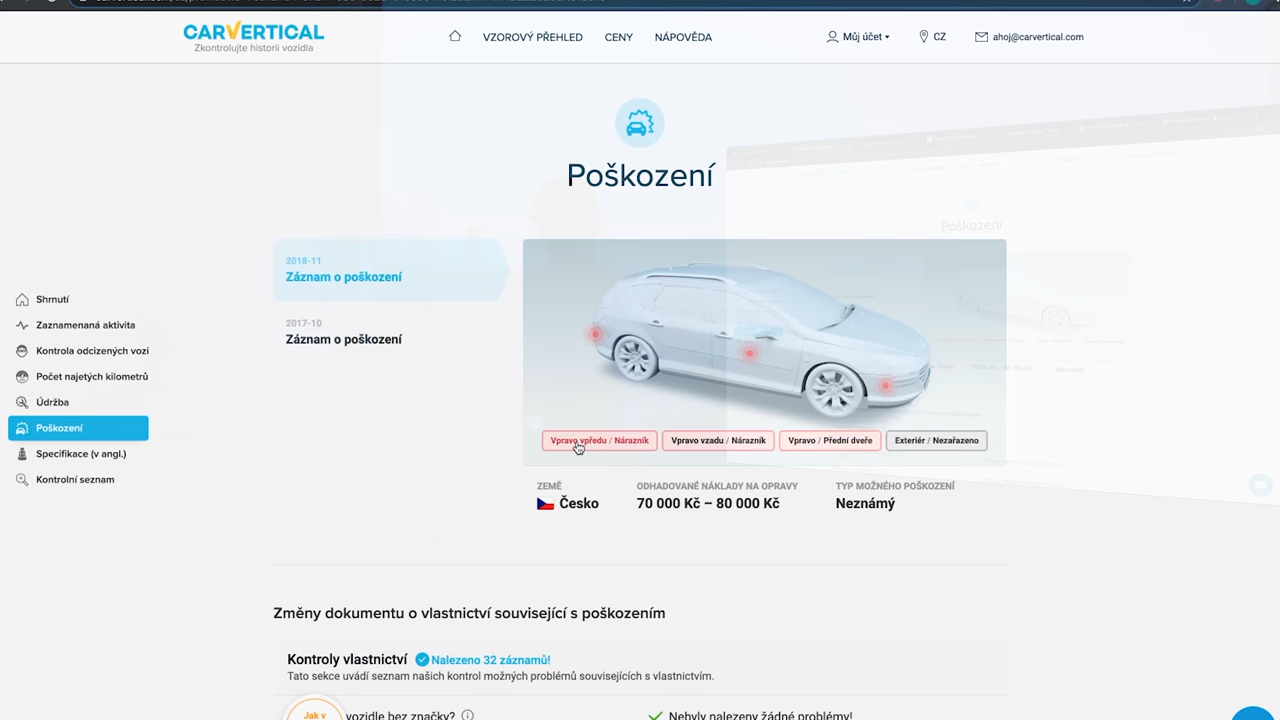 CARVERTICAL
Zkontrolujte historii vozidla
VZOROVÝ PŘEHLED
CENY
NÁPOVĚDA
Můj účet
CZ
ahoj@carvertical.com
Poškození
Poškození
2018-11
Záznam o poškození
2017-10
Záznam o poškození
Shrnutí
Zaznamenaná aktivita
Kontrola odcizených vozi
Počet najetých kilometrů
Údržba
Poškození
Specifikace (v angl.)
Kontrolní seznam
Vpravo vpředu / Nárazník
Vpravo vzadu / Nárazník
Vpravo / Přední dveře
Exteriér / Nezařazeno
ZEMĚ
ODHADOVANÉ NÁKLADY NA OPRAVY
TYP MOŽNÉHO POŠKOZENÍ
Česko
70 000 Kč – 80 000 Kč
Neznámý
Změny dokumentu o vlastnictví související s poškozením
Kontroly vlastnictví
Nalezeno 32 záznamů!
Tato sekce uvádí seznam našich kontrol možných problémů souvisejících s vlastnictvím.
Jak v
vozidle bez značky?
Nebyly nalezeny žádné problémy!